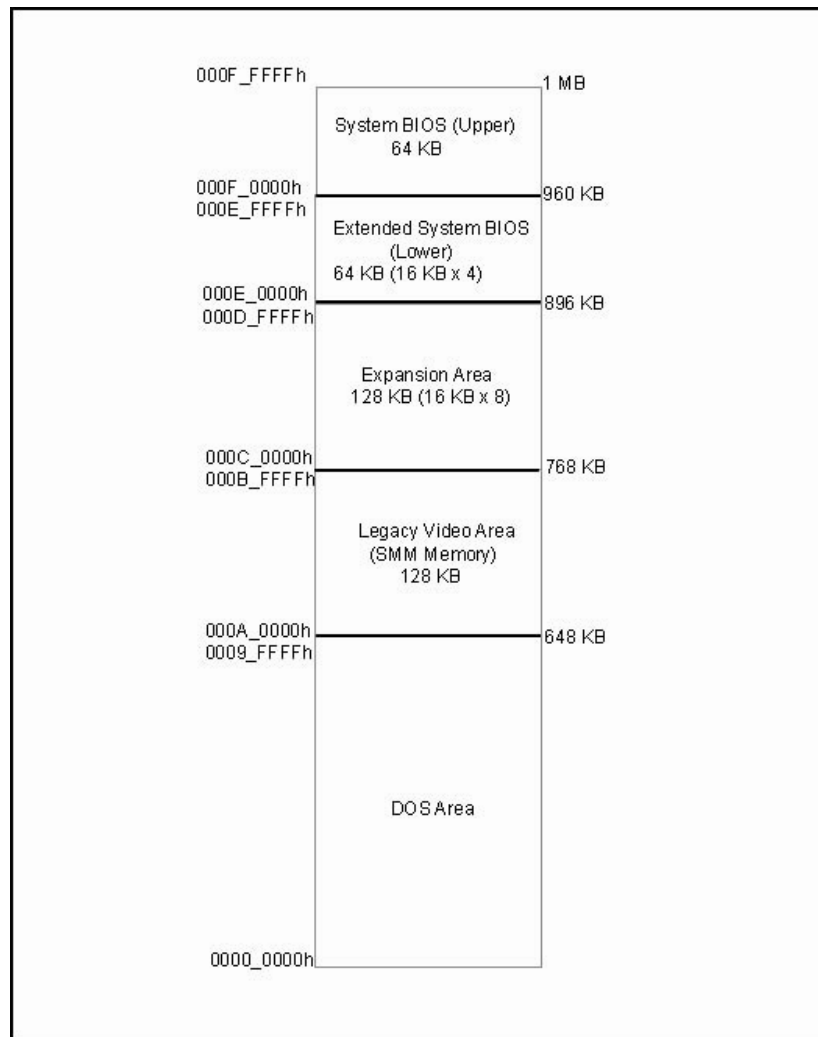 000F_FFFFh
1 MB
System BIOS (Upper)
64 KB
000F_0000h
960 KB
000E_FFFFh
Extended System BIOS
(Lower)
64 KB (16 KB x 4)
000E_0000h
896 KB
000D_FFFFh
Expansion Area
128 KB (16 KB x 8)
000C_0000h
768 KB
000B_FFFFh
Legacy Video Area
(SMM Memory)
128 KB
000A_0000h
648 KB
0009_FFFFh
DOS Area
0000_0000h